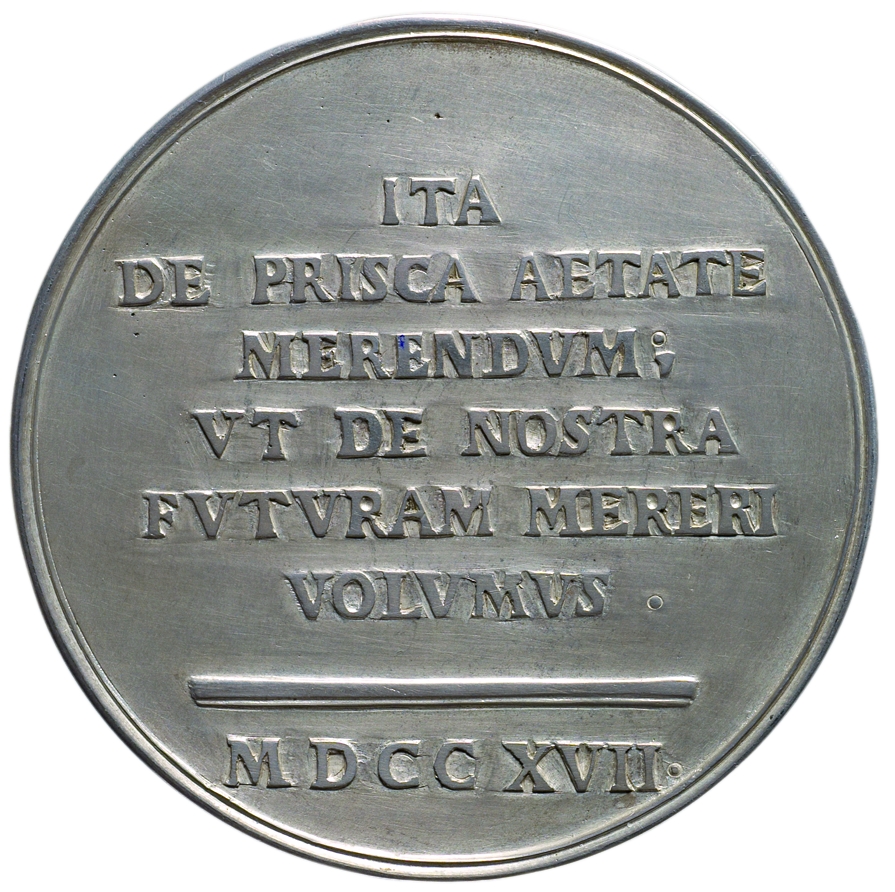 ITA
DE PRISCA AETATE
MERENDVM;
VT DE NOSTRA
FVTVRAM MERERI
VOLVMVS.
MDCCXVII.